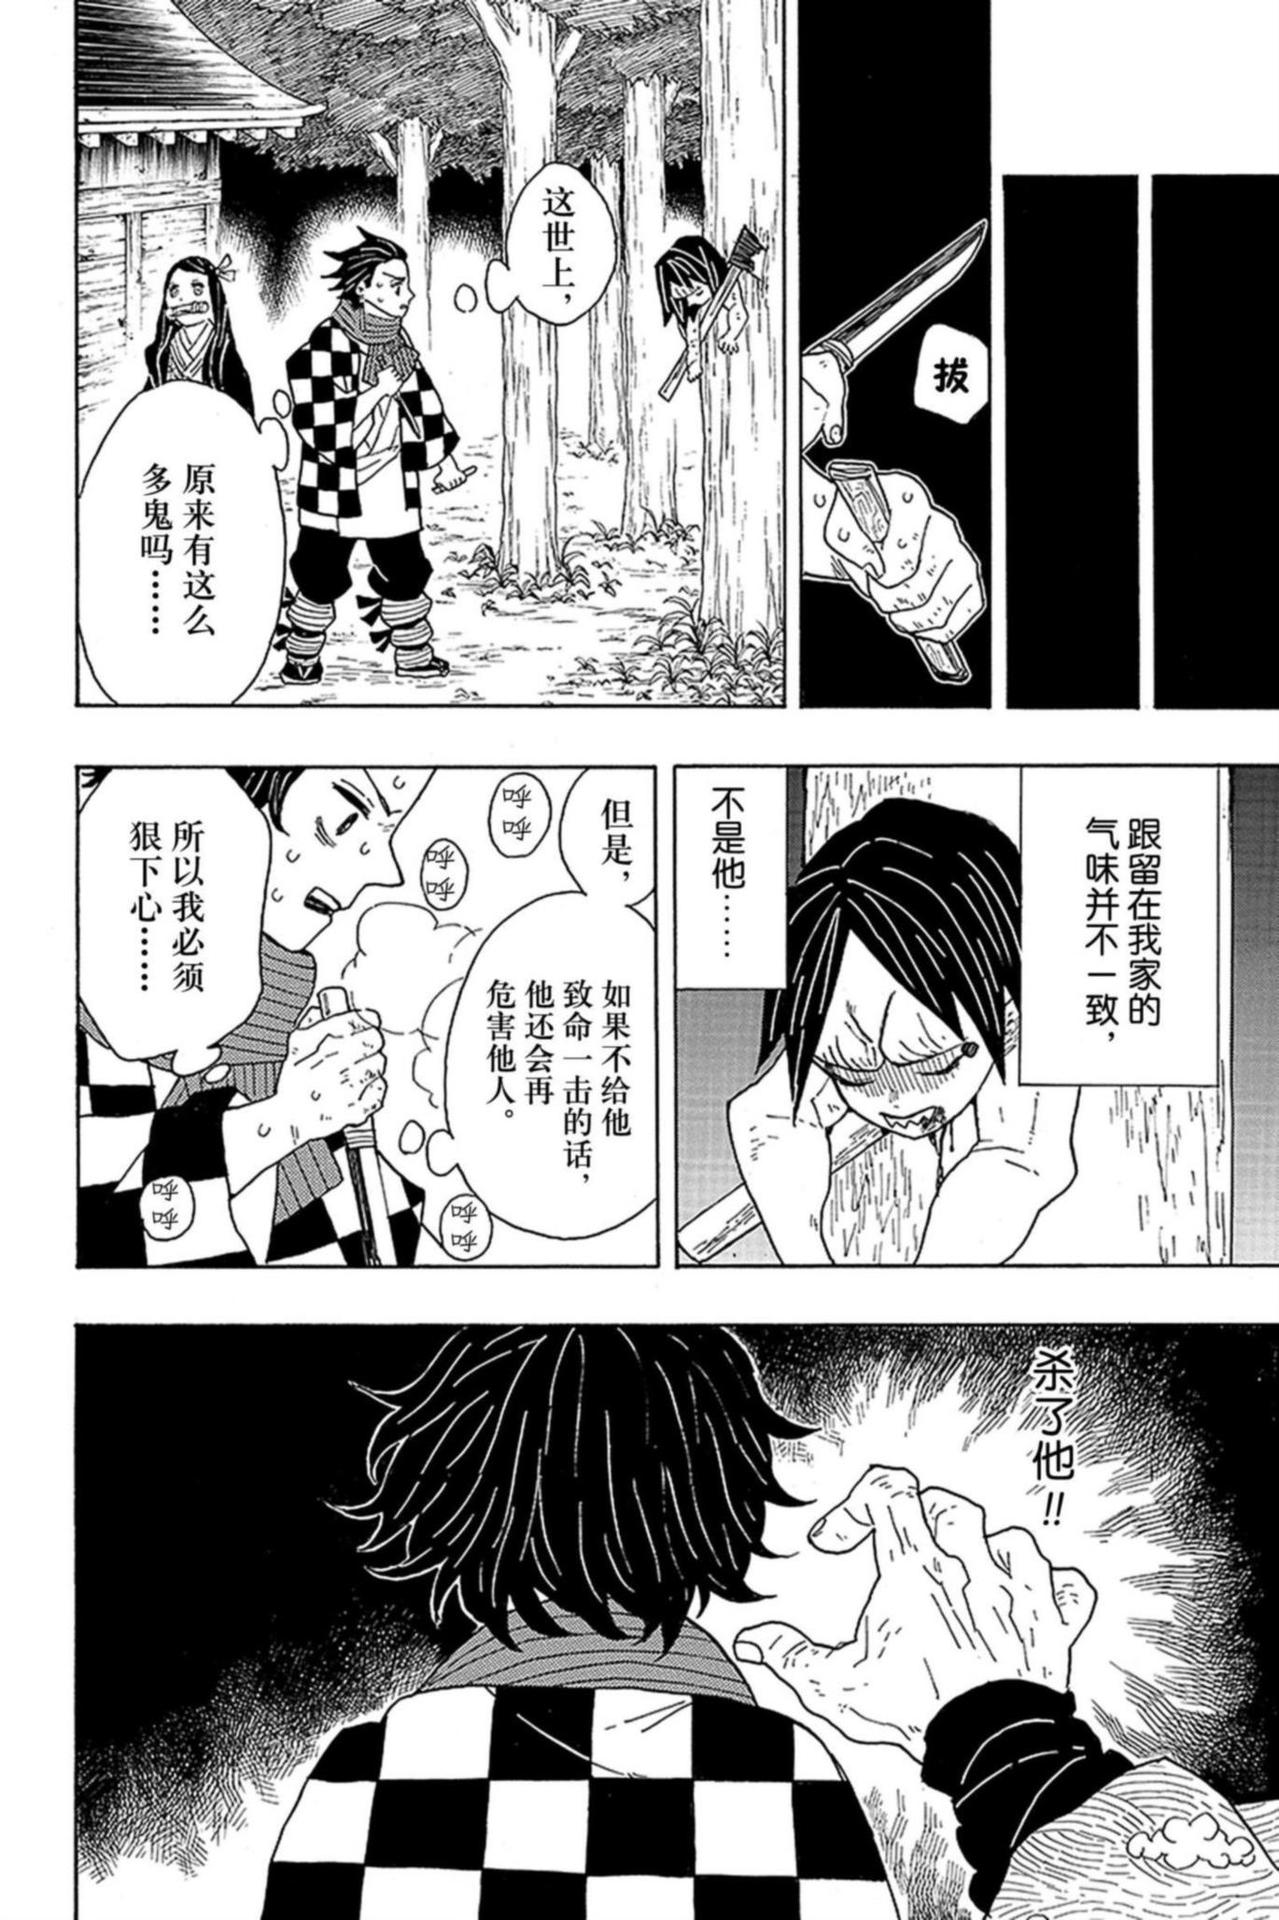 拔
这世上，
原来有这么
多鬼吗……
跟留在我家的
气味并不一致，
不是他……
但是，
如果不给他
致命一击的话，
他还会再
危害他人。
呼呼
呼呼
所以我必须
狠下心……
呼呼
呼呼
杀了他!!